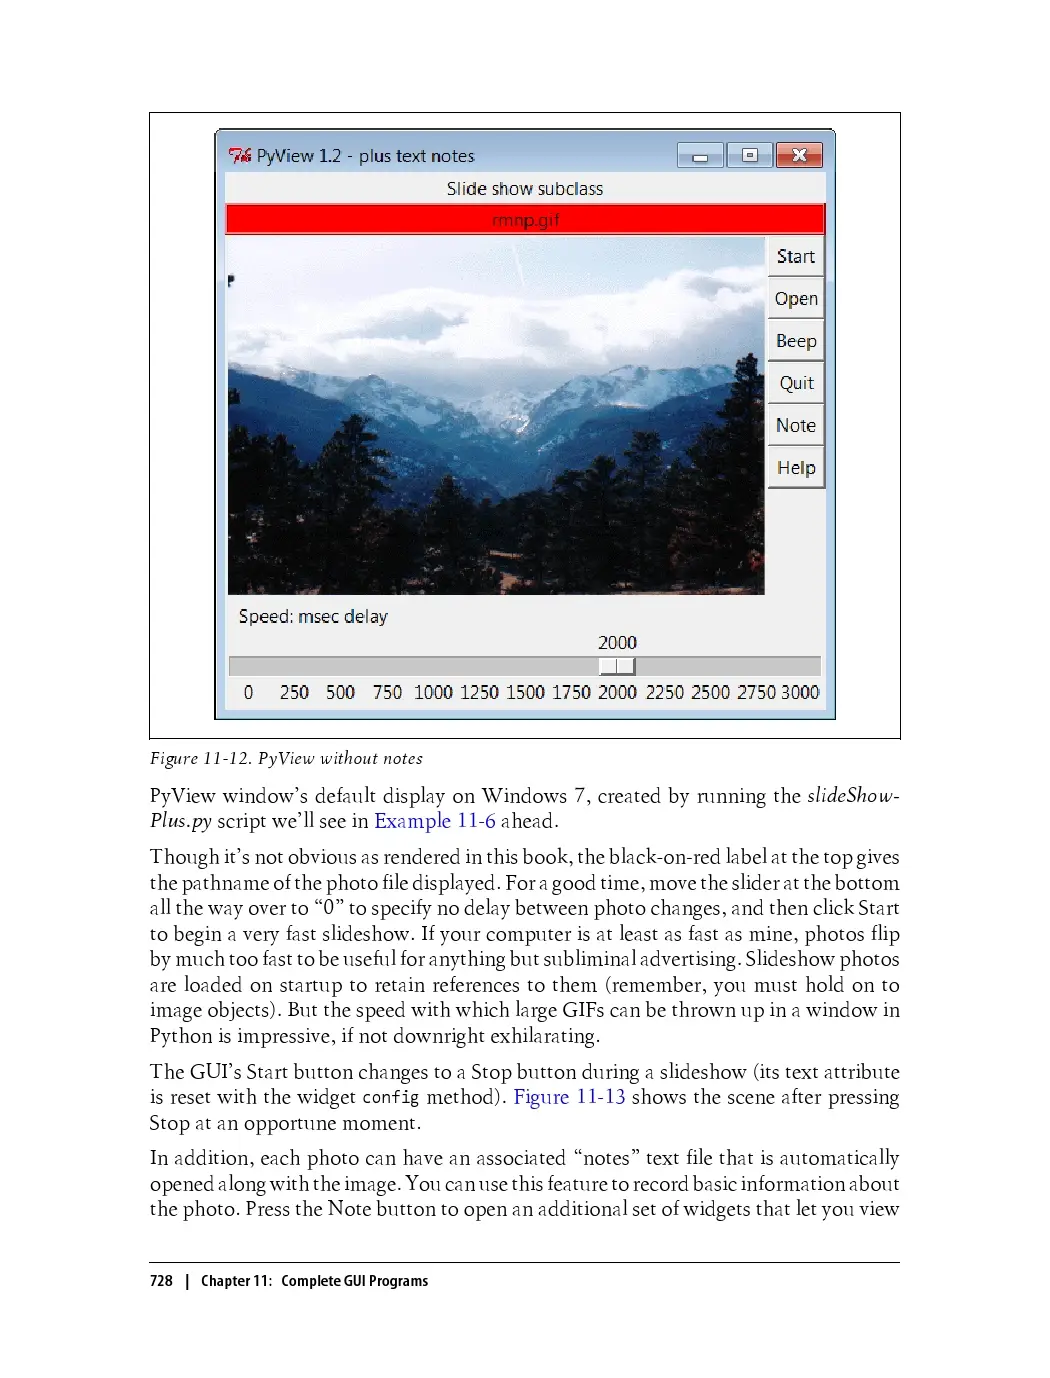 PyView 1.2 - plus text notes
Slide show subclass
rmnp.gif
Start
Open
Beep
Quit
Note
Help
Speed: msec delay
2000
0 250 500 750 1000 1250 1500 1750 2000 2250 2500 2750 3000
Figure 11-12. PyView without notes
PyView window’s default display on Windows 7, created by running the slideShow-
Plus.py script we’ll see in Example 11-6 ahead.
Though it’s not obvious as rendered in this book, the black-on-red label at the top gives
the pathname of the photo file displayed. For a good time, move the slider at the bottom
all the way over to “0” to specify no delay between photo changes, and then click Start
to begin a very fast slideshow. If your computer is at least as fast as mine, photos flip
by much too fast to be useful for anything but subliminal advertising. Slideshow photos
are loaded on startup to retain references to them (remember, you must hold on to
image objects). But the speed with which large GIFs can be thrown up in a window in
Python is impressive, if not downright exhilarating.
The GUI’s Start button changes to a Stop button during a slideshow (its text attribute
is reset with the widget config method). Figure 11-13 shows the scene after pressing
Stop at an opportune moment.
In addition, each photo can have an associated “notes” text file that is automatically
opened along with the image. You can use this feature to record basic information about
the photo. Press the Note button to open an additional set of widgets that let you view
728 | Chapter 11: Complete GUI Programs